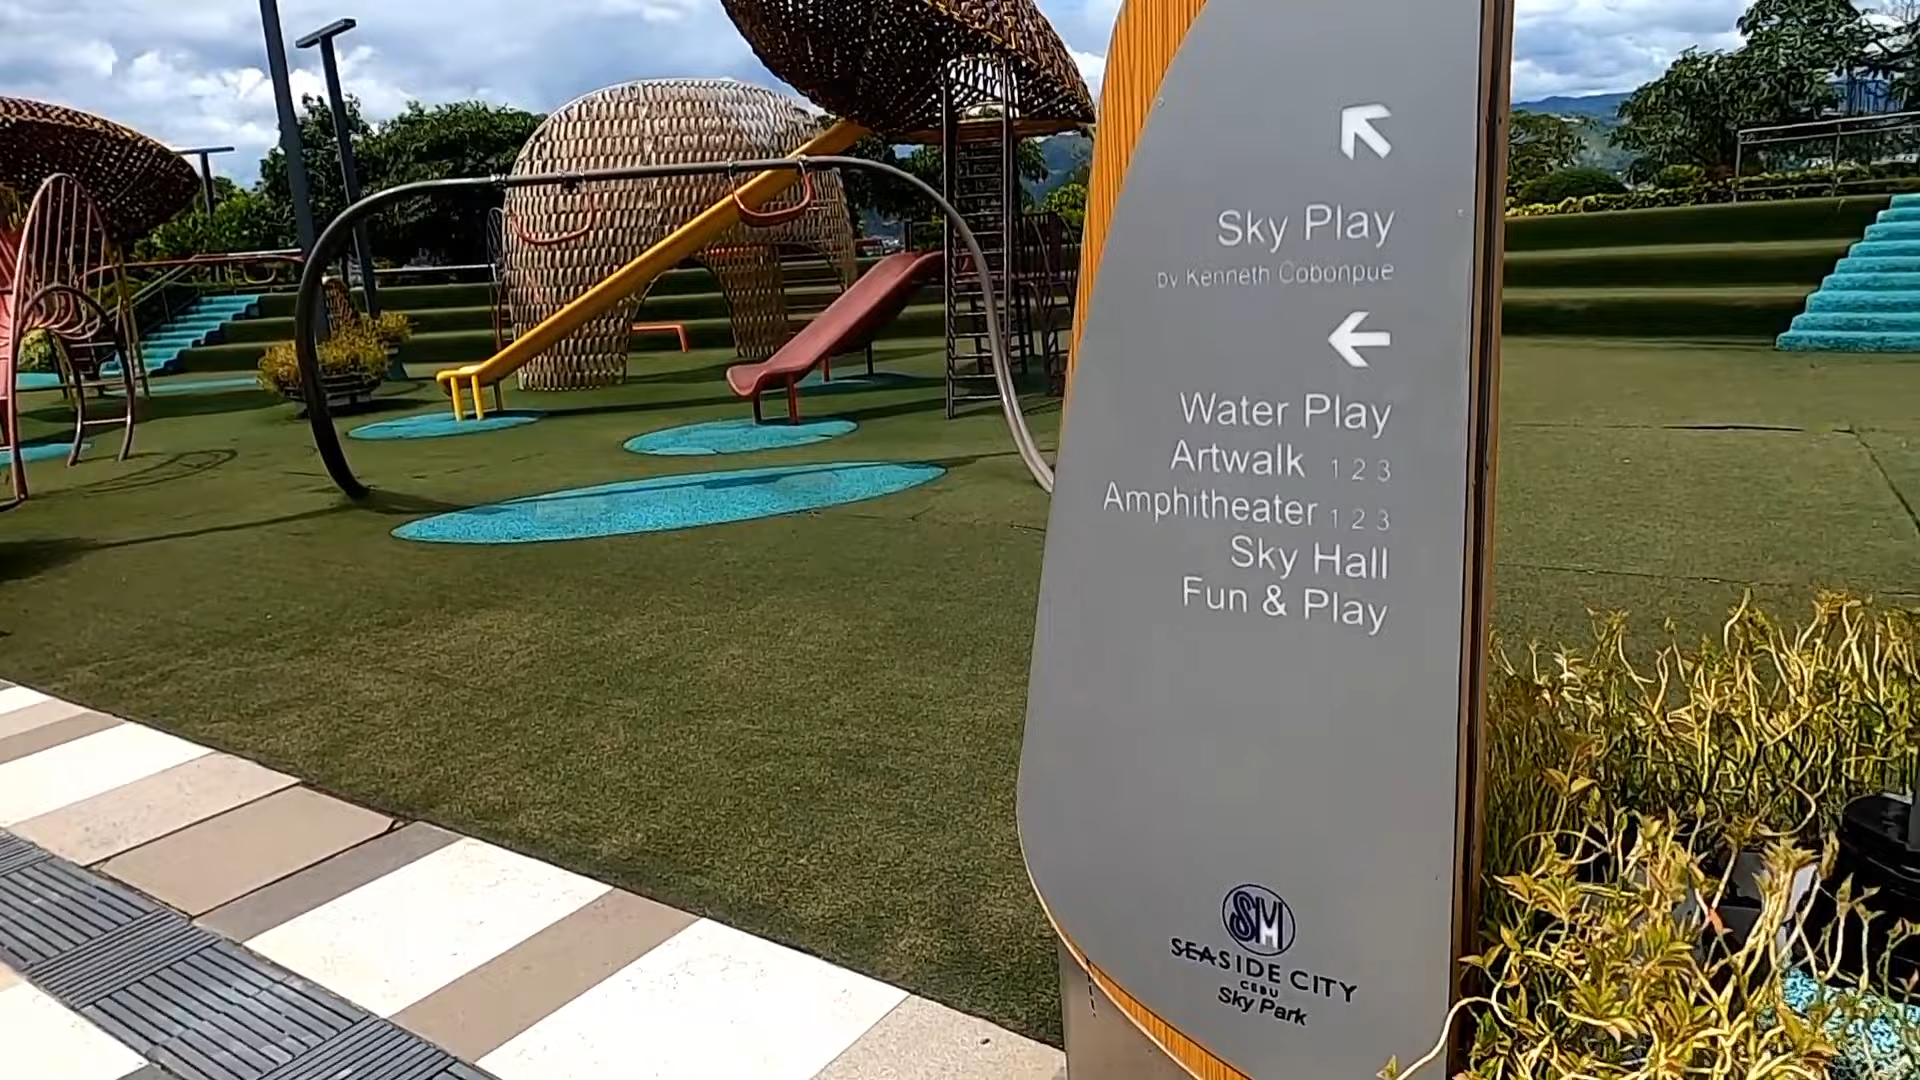 Sky Play
by Kenneth Cobonpue
Water Play
Artwalk 1 2 3
Amphitheater 1 2 3
Sky Hall
Fun & Play
SM
SEASIDE CITY
CEBU
Sky Park